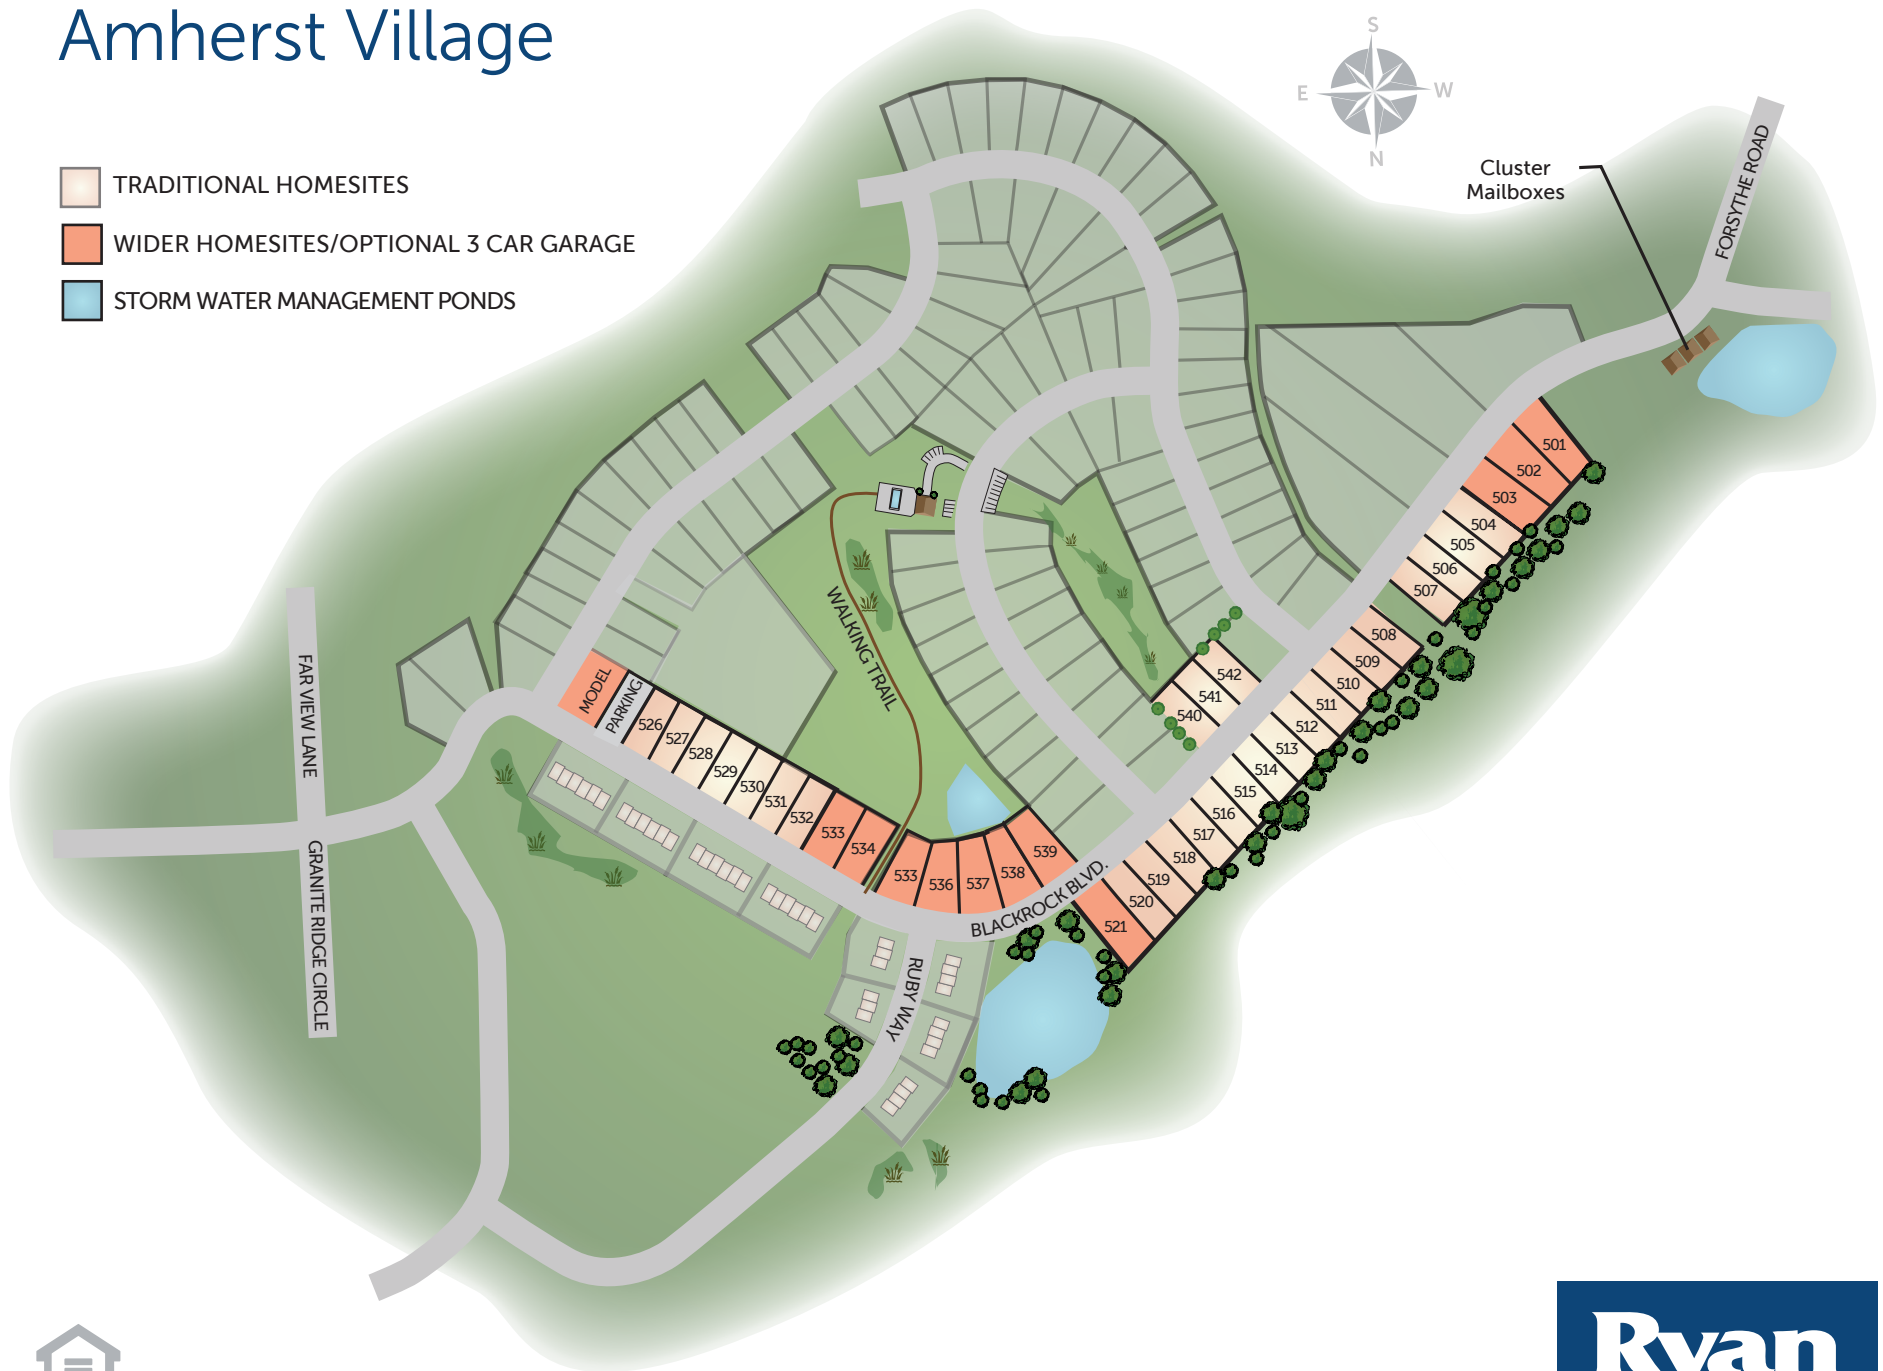 Amherst Village
TRADITIONAL HOMESITES
WIDER HOMESITES/OPTIONAL 3 CAR GARAGE
STORM WATER MANAGEMENT PONDS
S
E
W
N
Cluster
Mailboxes
FORSYTHE ROAD
501
502
503
504
505
506
507
508
509
510
511
512
513
514
515
516
517
518
519
520
521
542
541
540
WALKING TRAIL
MODEL
PARKING
526
527
528
529
530
531
532
533
534
533
536
537
538
539
BLACKROCK BLVD.
RUBY WAY
FAR VIEW LANE
GRANITE RIDGE CIRCLE
Ryan